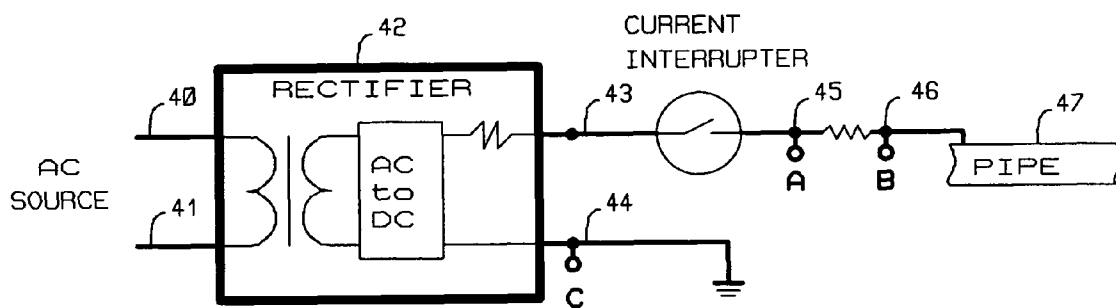 CURRENT
INTERRUPTER
42
RECTIFIER
40
43
45
46
47
AC
SOURCE
AC
to
DC
A
B
PIPE
41
44
C